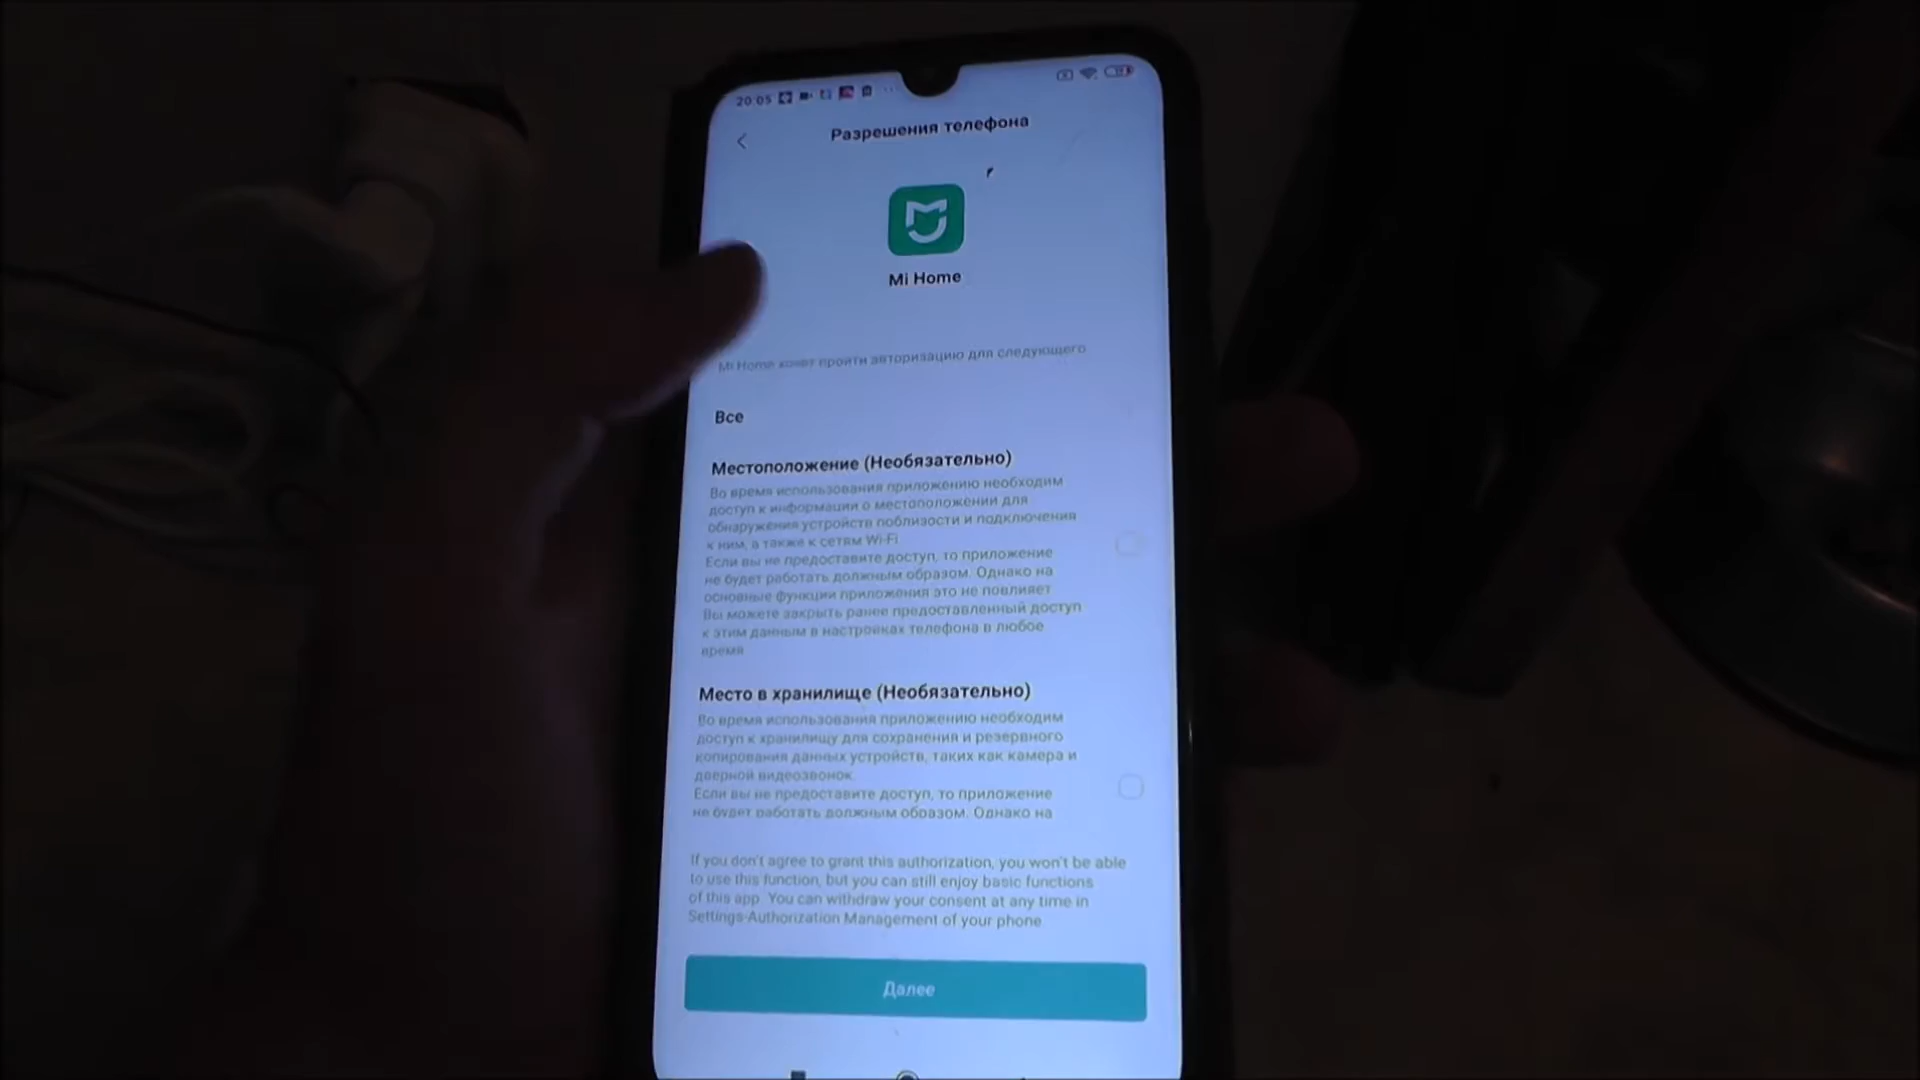 20:05
Разрешения телефона
Mi Home
Mi Home хочет пройти авторизацию для следующего
Все
Местоположение (Необязательно)
Во время использования приложению необходим
доступ к информации о местоположении для
обнаружения устройств поблизости и подключения
к ним, а также к сетям Wi-Fi
Если вы не предоставите доступ, то приложение
не будет работать должным образом. Однако на
основные функции приложения это не повлияет
Вы можете закрыть ранее предоставленный доступ
к этим данным в настройках телефона в любое
время
Место в хранилище (Необязательно)
Во время использования приложению необходим
доступ к хранилищу для сохранения и резервного
копирования данных устройств, таких как камера и
дверной видеозвонок.
Если вы не предоставите доступ, то приложение
не будет работать должным образом. Однако на
If you don't agree to grant this authorization, you won't be able
to use this function, but you can still enjoy basic functions
of this app. You can withdraw your consent at any time in
Settings-Authorization Management of your phone
Далее